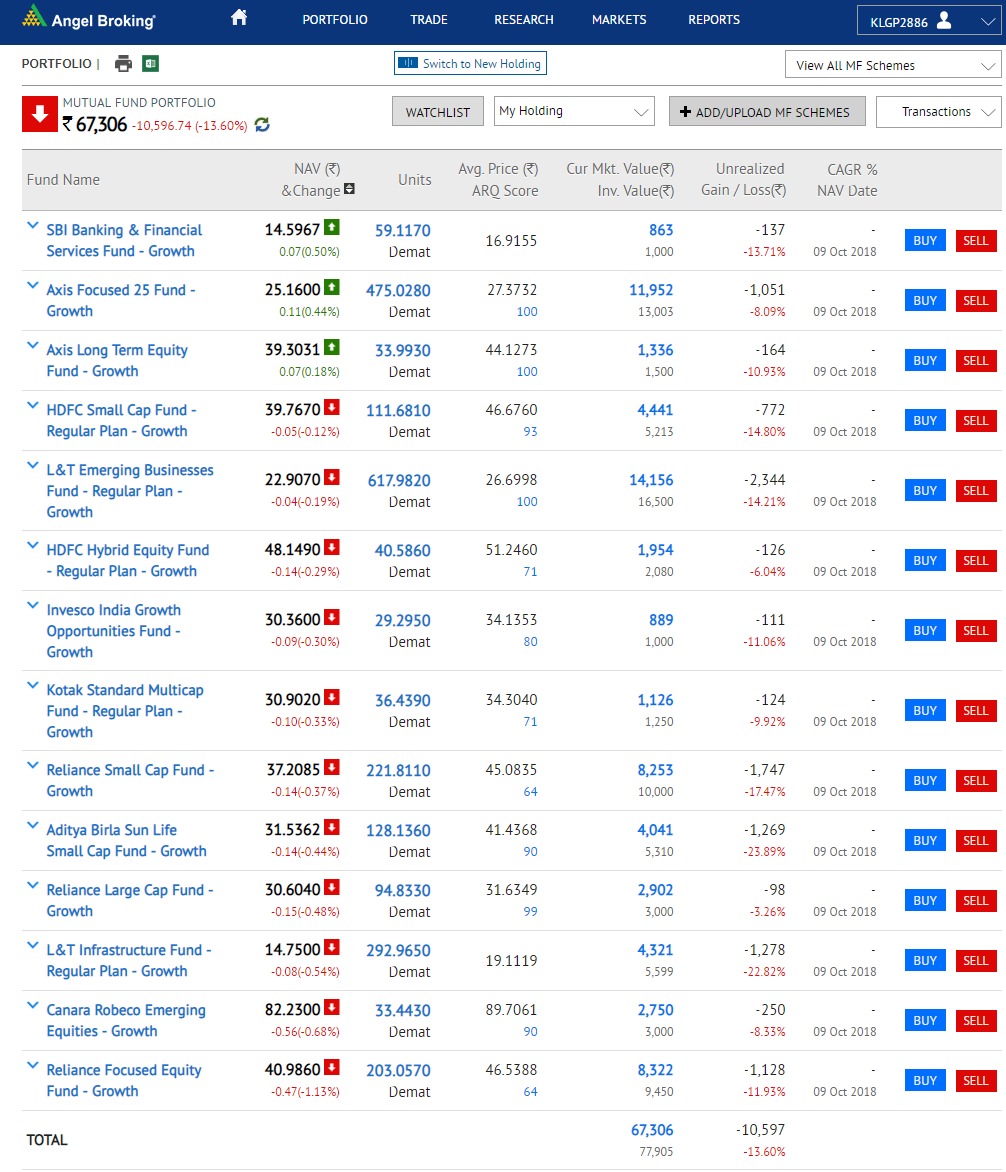 Angel Broking
PORTFOLIO TRADE RESEARCH MARKETS REPORTS KLGP2886
PORTFOLIO | Switch to New Holding View All MF Schemes
MUTUAL FUND PORTFOLIO
₹ 67,306 -10,596.74 (-13.60%)
WATCHLIST My Holding + ADD/UPLOAD MF SCHEMES Transactions
Fund Name NAV (₹) &Change Units Avg. Price (₹) ARQ Score Cur Mkt. Value(₹) Inv. Value(₹) Unrealized Gain / Loss(₹) CAGR % NAV Date
SBI Banking & Financial 14.5967 59.1170 16.9155 863 -137 - BUY SELL
Services Fund - Growth 0.07(0.50%) Demat 1,000 -13.71% 09 Oct 2018
Axis Focused 25 Fund - 25.1600 475.0280 27.3732 11,952 -1,051 - BUY SELL
Growth 0.11(0.44%) Demat 100 13,003 -8.09% 09 Oct 2018
Axis Long Term Equity 39.3031 33.9930 44.1273 1,336 -164 - BUY SELL
Fund - Growth 0.07(0.18%) Demat 100 1,500 -10.93% 09 Oct 2018
HDFC Small Cap Fund - 39.7670 111.6810 46.6760 4,441 -772 - BUY SELL
Regular Plan - Growth -0.05(-0.12%) Demat 93 5,213 -14.80% 09 Oct 2018
L&T Emerging Businesses 22.9070 617.9820 26.6998 14,156 -2,344 - BUY SELL
Fund - Regular Plan - -0.04(-0.19%) Demat 100 16,500 -14.21% 09 Oct 2018
Growth
HDFC Hybrid Equity Fund 48.1490 40.5860 51.2460 1,954 -126 - BUY SELL
- Regular Plan - Growth -0.14(-0.29%) Demat 71 2,080 -6.04% 09 Oct 2018
Invesco India Growth 30.3600 29.2950 34.1353 889 -111 - BUY SELL
Opportunities Fund - -0.09(-0.30%) Demat 80 1,000 -11.06% 09 Oct 2018
Growth
Kotak Standard Multicap 30.9020 36.4390 34.3040 1,126 -124 - BUY SELL
Fund - Regular Plan - -0.10(-0.33%) Demat 71 1,250 -9.92% 09 Oct 2018
Growth
Reliance Small Cap Fund - 37.2085 221.8110 45.0835 8,253 -1,747 - BUY SELL
Growth -0.14(-0.37%) Demat 64 10,000 -17.47% 09 Oct 2018
Aditya Birla Sun Life 31.5362 128.1360 41.4368 4,041 -1,269 - BUY SELL
Small Cap Fund - Growth -0.14(-0.44%) Demat 90 5,310 -23.89% 09 Oct 2018
Reliance Large Cap Fund - 30.6040 94.8330 31.6349 2,902 -98 - BUY SELL
Growth -0.15(-0.48%) Demat 99 3,000 -3.26% 09 Oct 2018
L&T Infrastructure Fund - 14.7500 292.9650 19.1119 4,321 -1,278 - BUY SELL
Regular Plan - Growth -0.08(-0.54%) Demat 5,599 -22.82% 09 Oct 2018
Canara Robeco Emerging 82.2300 33.4430 89.7061 2,750 -250 - BUY SELL
Equities - Growth -0.56(-0.68%) Demat 90 3,000 -8.33% 09 Oct 2018
Reliance Focused Equity 40.9860 203.0570 46.5388 8,322 -1,128 - BUY SELL
Fund - Growth -0.47(-1.13%) Demat 64 9,450 -11.93% 09 Oct 2018
TOTAL 67,306 -10,597
77,905 -13.60%